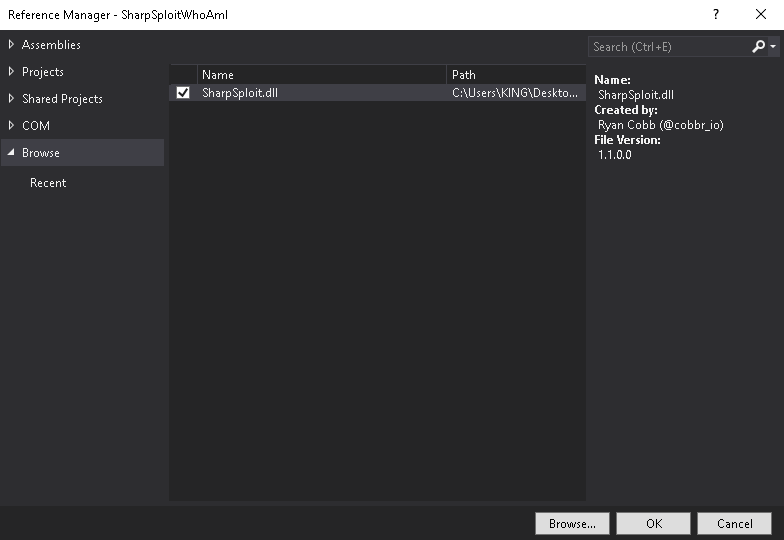 Reference Manager - SharpSploitWhoAmI
?
Assemblies
Projects
Shared Projects
COM
Browse
Recent
Name Path
SharpSploit.dll C:\Users\KING\Deskto...
Search (Ctrl+E)
Name:
SharpSploit.dll
Created by:
Ryan Cobb (@cobbr_io)
File Version:
1.1.0.0
Browse... OK Cancel